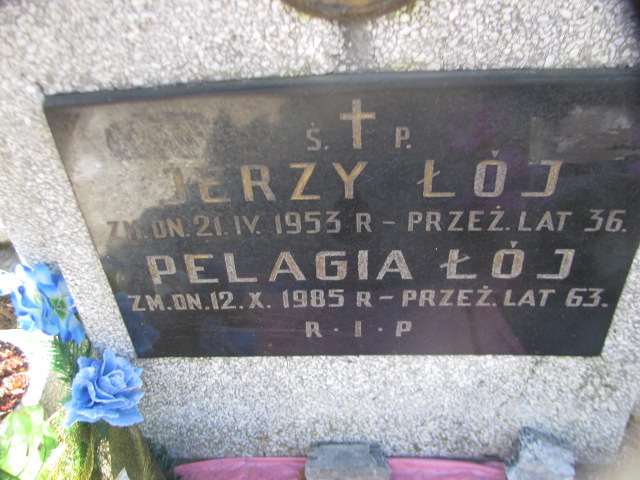 Ś. P.
JERZY ŁÓJ
ZM. DN. 21. IV. 1953 R – PRZEŻ. LAT 36.
PELAGIA ŁÓJ
ZM. DN. 12. X. 1985 R – PRZEŻ. LAT 63.
R · I · P